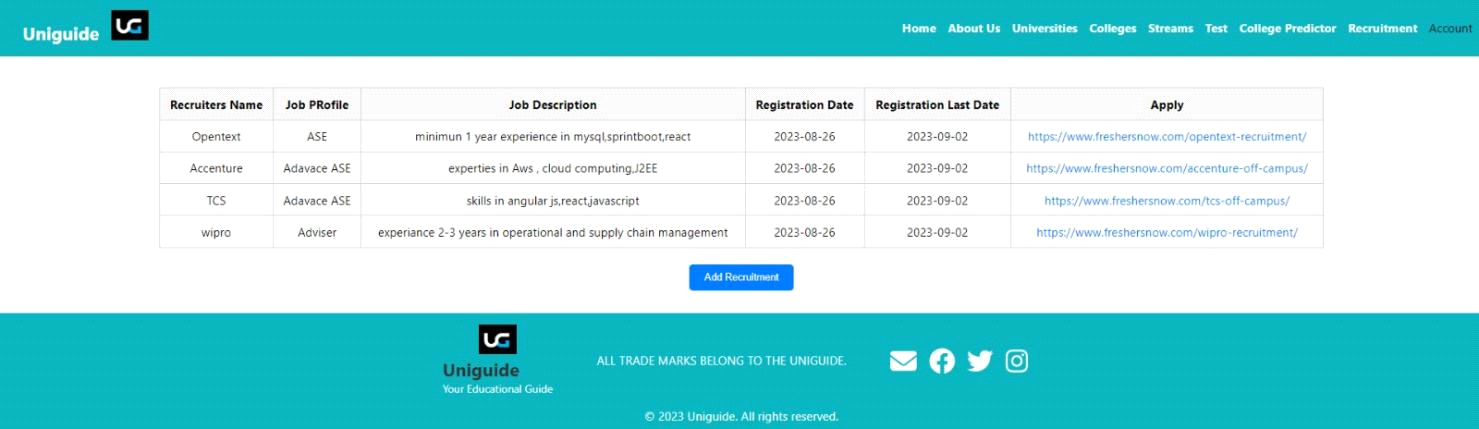 Uniguide UG
Home About Us Universities Colleges Streams Test College Predictor Recruitment Account
Recruiters Name Job PRofile Job Description Registration Date Registration Last Date Apply
Opentext ASE minimun 1 year experience in mysql,sprintboot,react 2023-08-26 2023-09-02 https://www.freshersnow.com/opentext-recruitment/
Accenture Adavace ASE experties in Aws , cloud computing,J2EE 2023-08-26 2023-09-02 https://www.freshersnow.com/accenture-off-campus/
TCS Adavace ASE skills in angular js,react,javascript 2023-08-26 2023-09-02 https://www.freshersnow.com/tcs-off-campus/
wipro Adviser experiance 2-3 years in operational and supply chain management 2023-08-26 2023-09-02 https://www.freshersnow.com/wipro-recruitment/
Add Recruitment
UG
Uniguide
Your Educational Guide
ALL TRADE MARKS BELONG TO THE UNIGUIDE.
© 2023 Uniguide. All rights reserved.